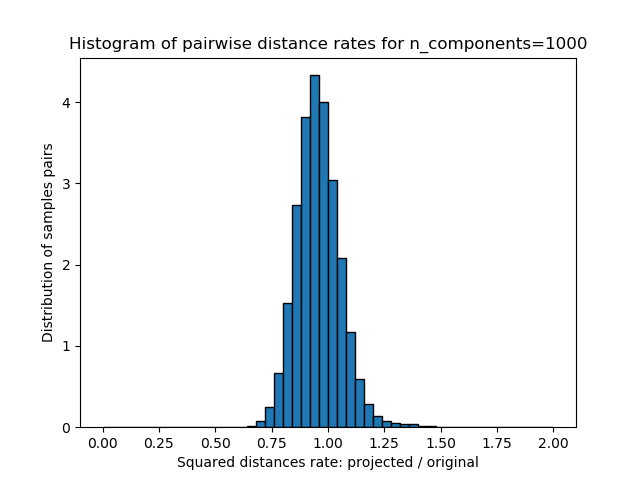 Histogram of pairwise distance rates for n_components=1000
Distribution of samples pairs
4
3
2
1
0
0.00 0.25 0.50 0.75 1.00 1.25 1.50 1.75 2.00
Squared distances rate: projected / original